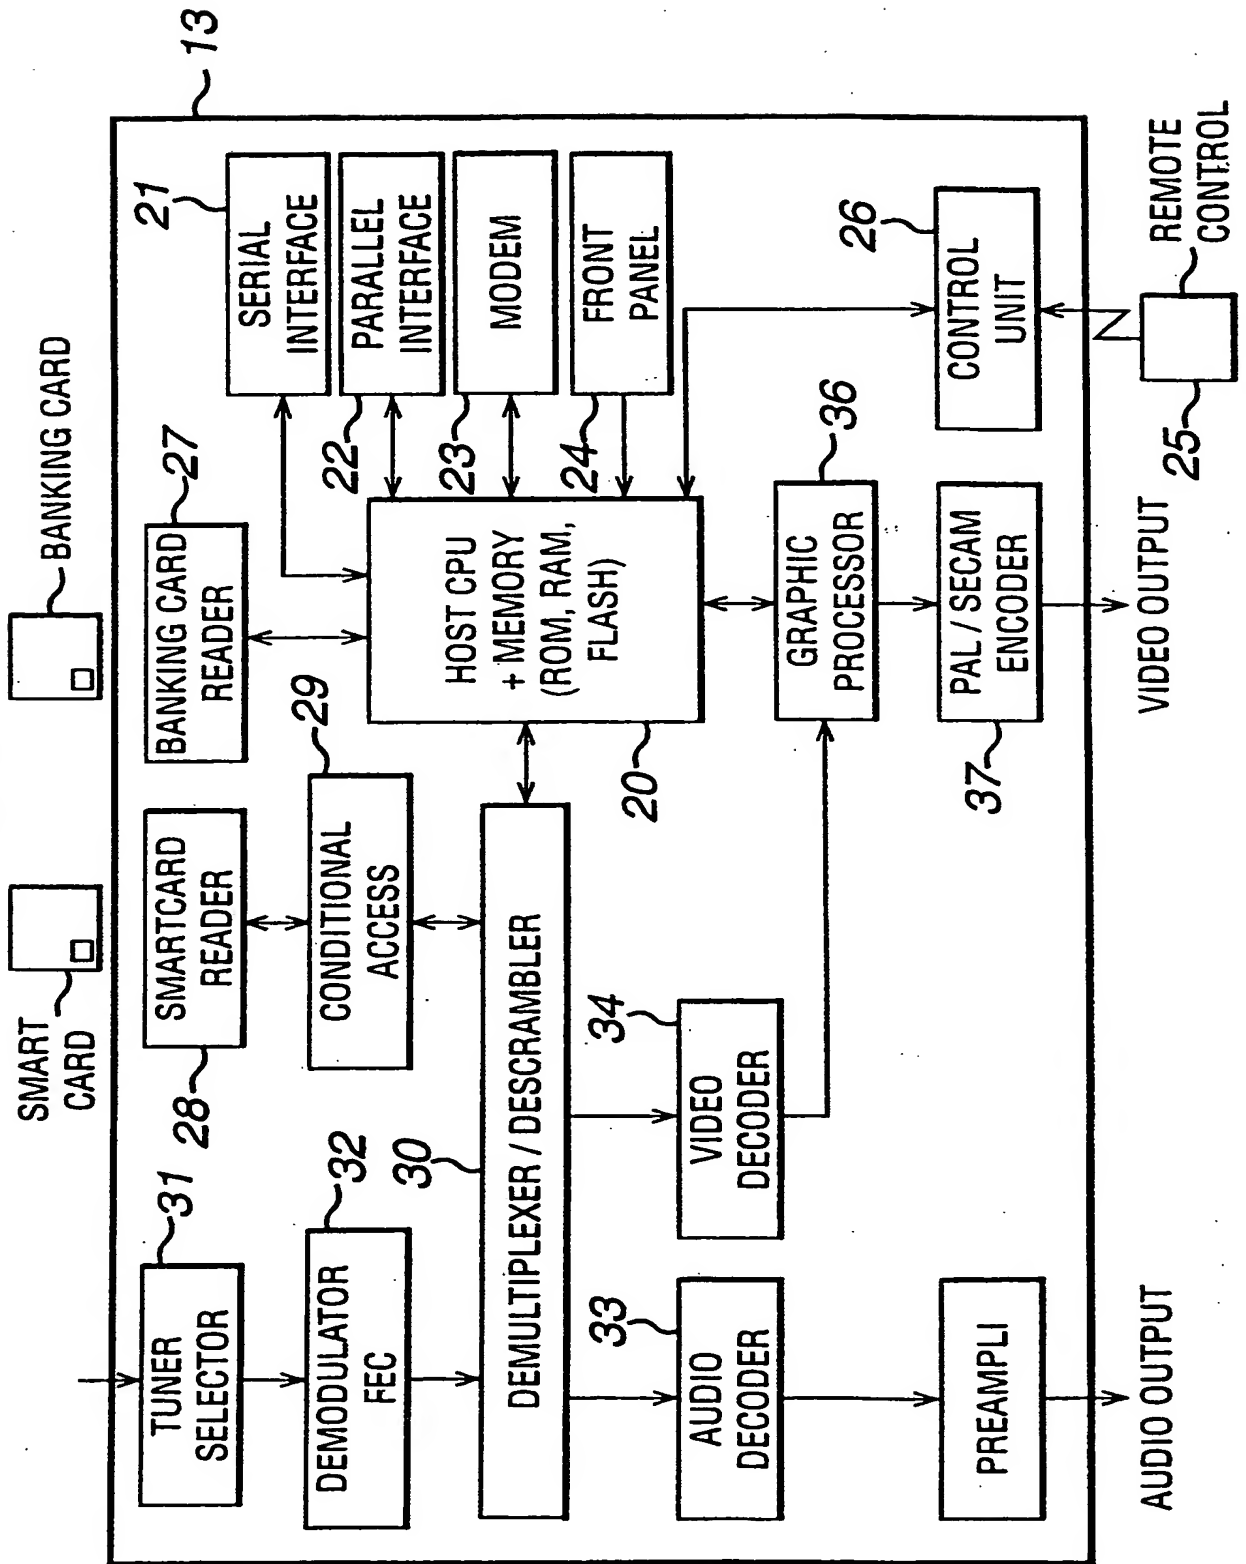 13
SMART
CARD
BANKING CARD
TUNER
SELECTOR
31
SMARTCARD
READER
28
BANKING CARD
READER
27
SERIAL
INTERFACE
21
PARALLEL
INTERFACE
22
MODEM
23
FRONT
PANEL
24
DEMODULATOR
FEC
32
CONDITIONAL
ACCESS
29
HOST CPU
+ MEMORY
(ROM, RAM,
FLASH)
20
DEMULTIPLEXER / DESCRAMBLER
30
AUDIO
DECODER
33
VIDEO
DECODER
34
GRAPHIC
PROCESSOR
36
CONTROL
UNIT
26
PREAMPLI
PAL / SECAM
ENCODER
37
REMOTE
CONTROL
25
AUDIO OUTPUT
VIDEO OUTPUT